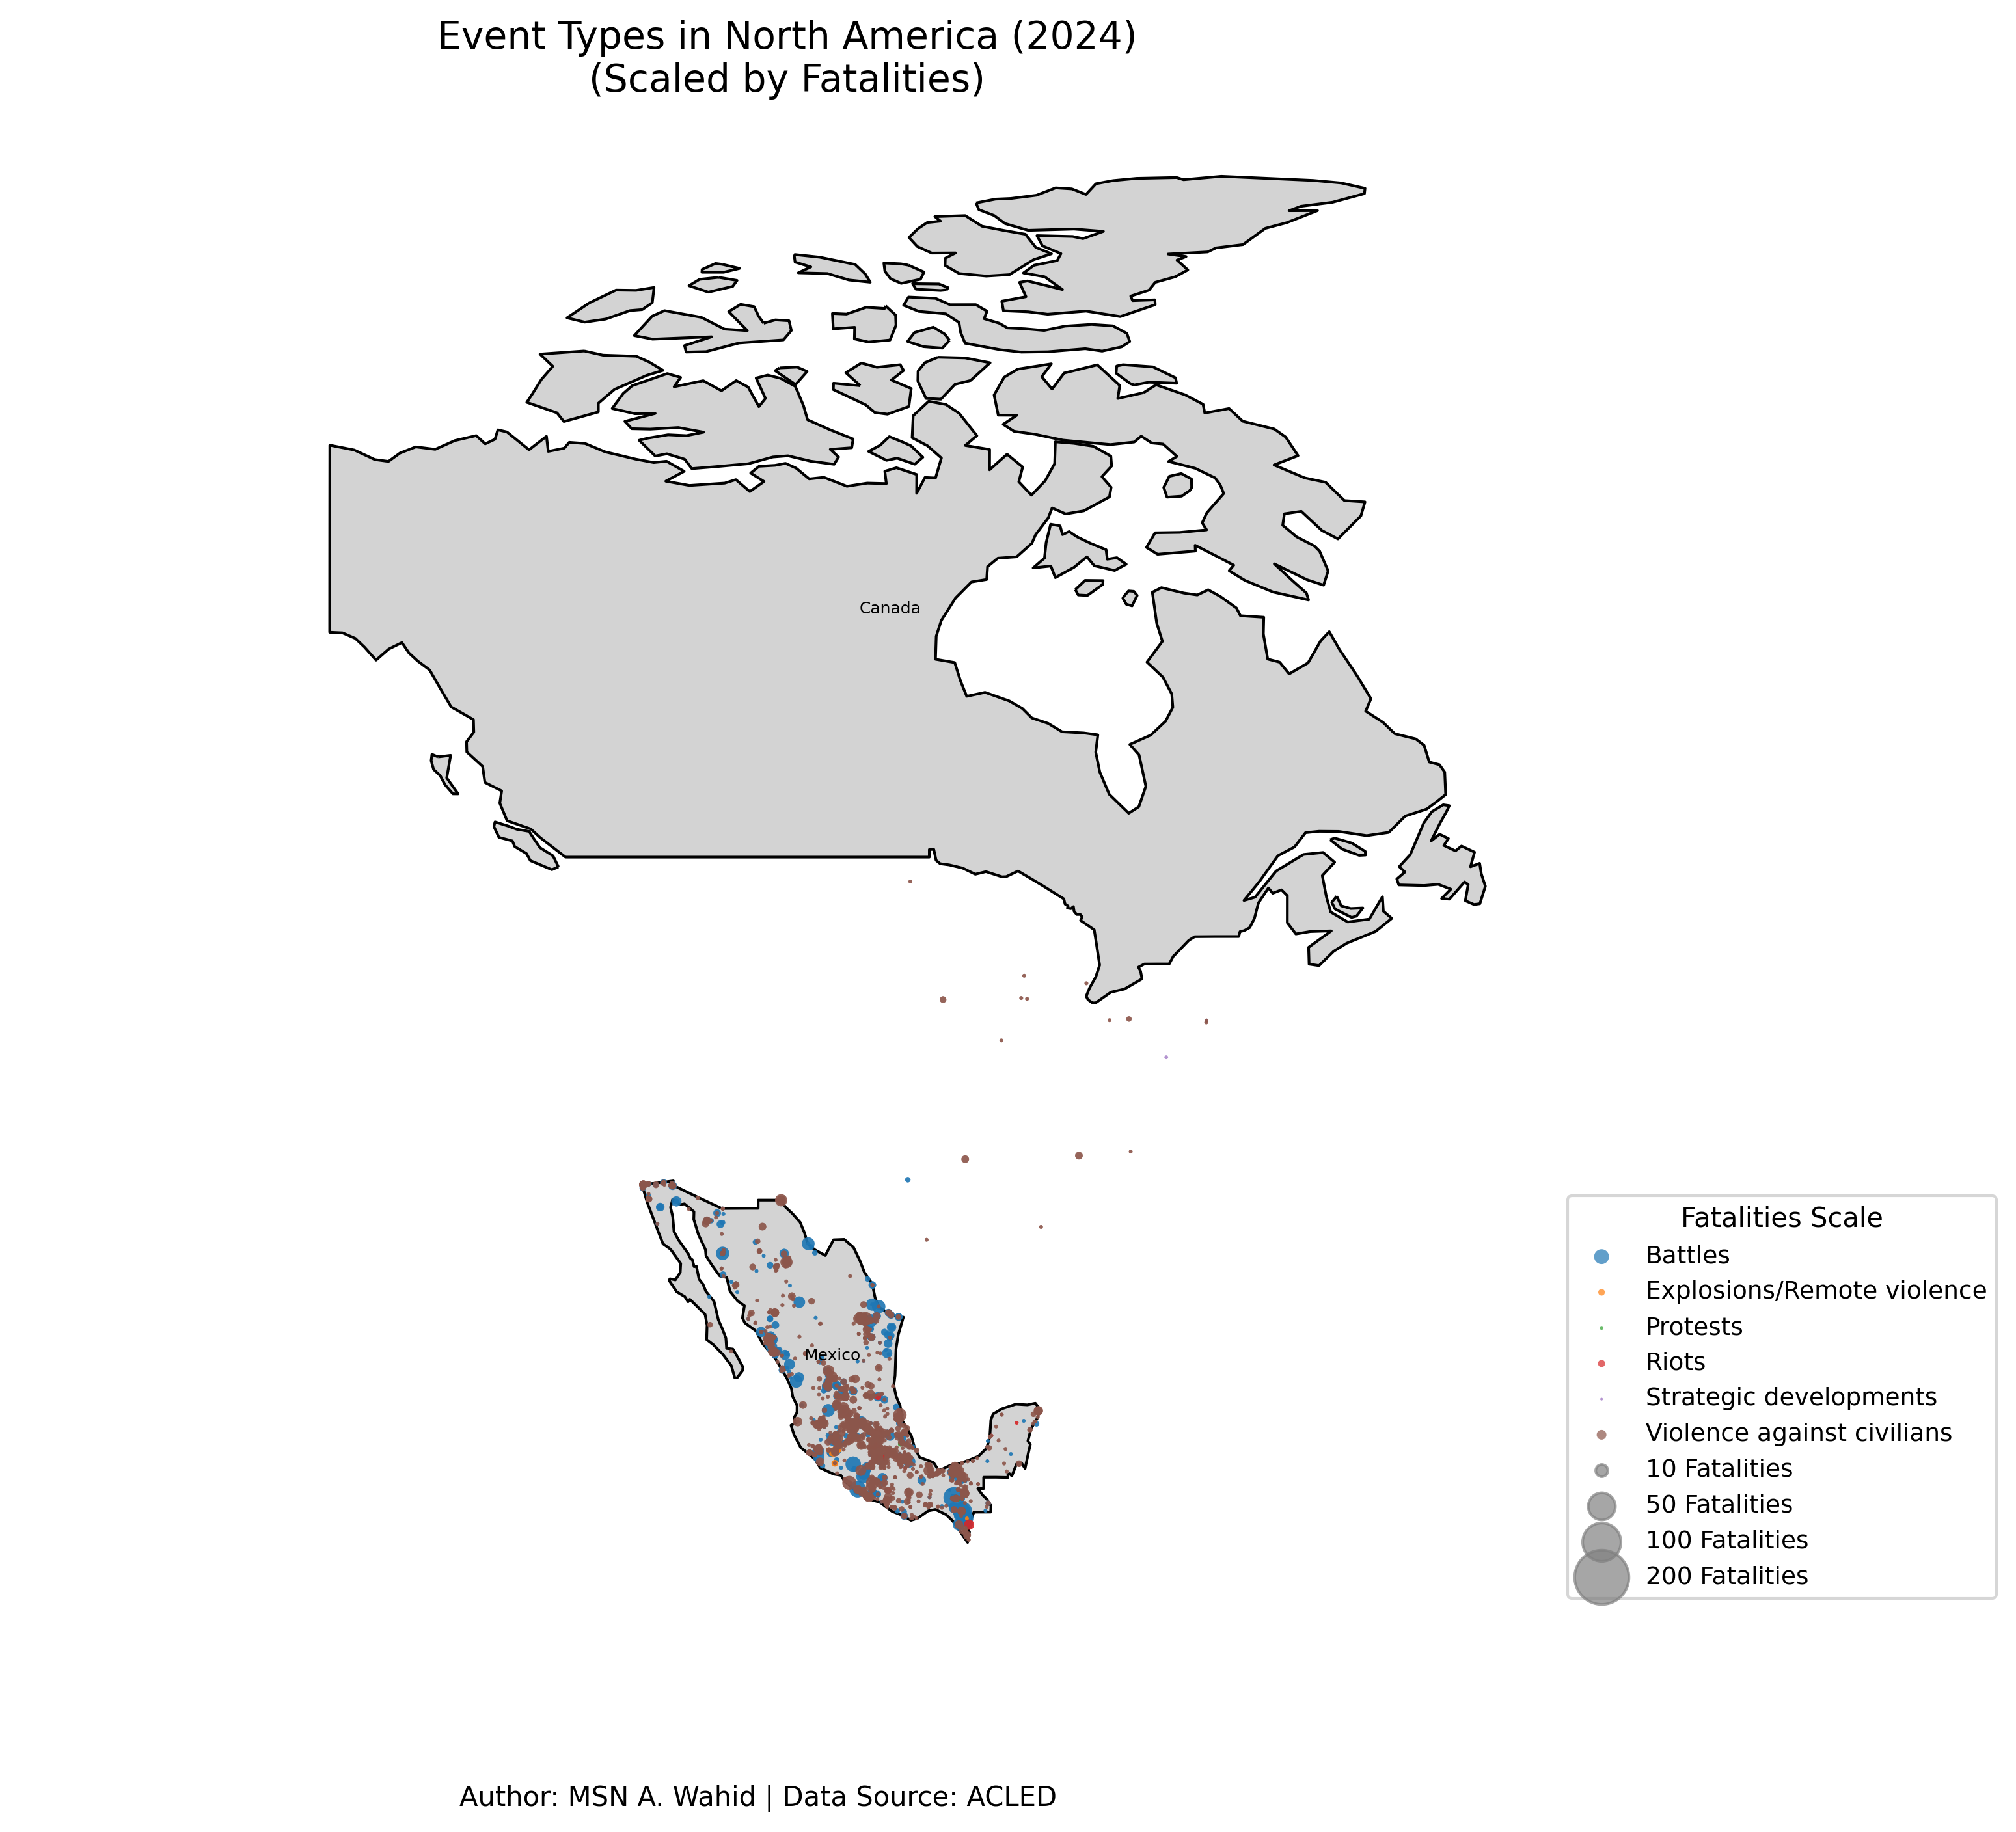 Event Types in North America (2024)
(Scaled by Fatalities)
Canada
Mexico
Fatalities Scale
Battles
Explosions/Remote violence
Protests
Riots
Strategic developments
Violence against civilians
10 Fatalities
50 Fatalities
100 Fatalities
200 Fatalities
Author: MSN A. Wahid | Data Source: ACLED